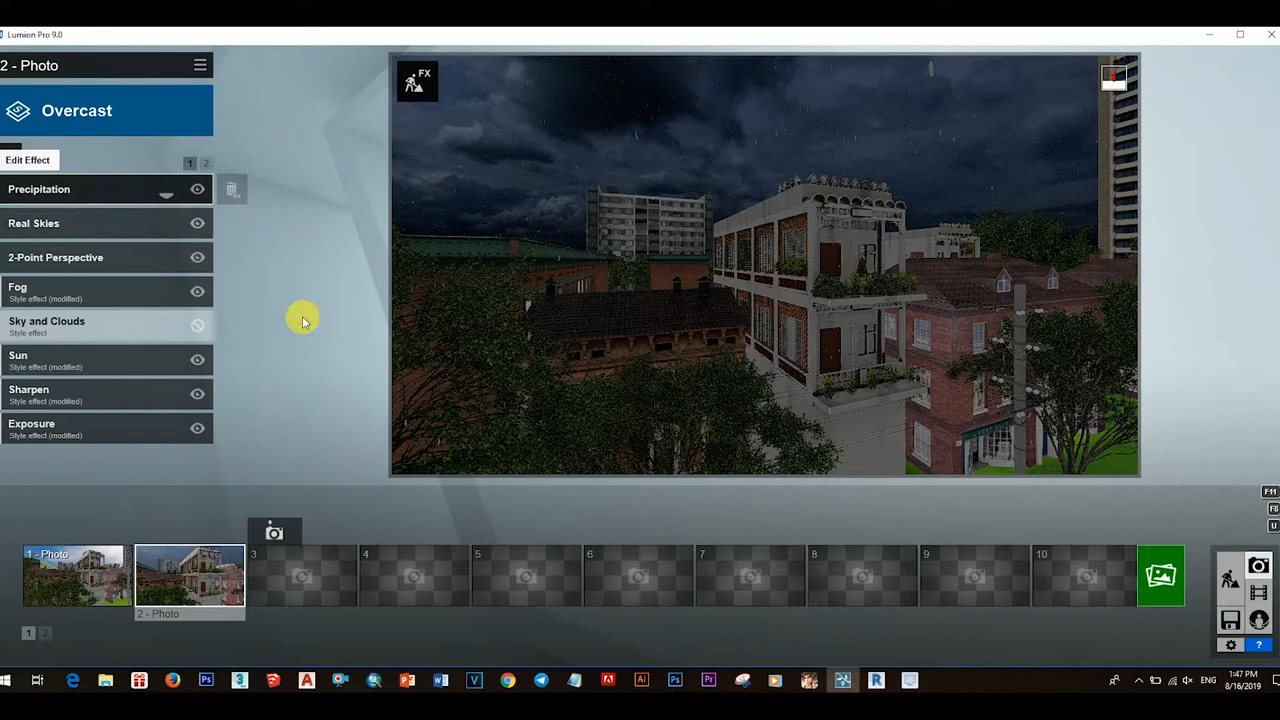 Lumion Pro 9.0
2 - Photo
Overcast
Edit Effect
1 2
Precipitation
Real Skies
2-Point Perspective
Fog
Style effect (modified)
Sky and Clouds
Style effect
Sun
Style effect (modified)
Sharpen
Style effect (modified)
Exposure
Style effect (modified)
FX
F11
F8
U
1 - Photo
3
4
5
6
7
8
9
10
2 - Photo
1 2
?
ENG
1:47 PM
8/16/2019